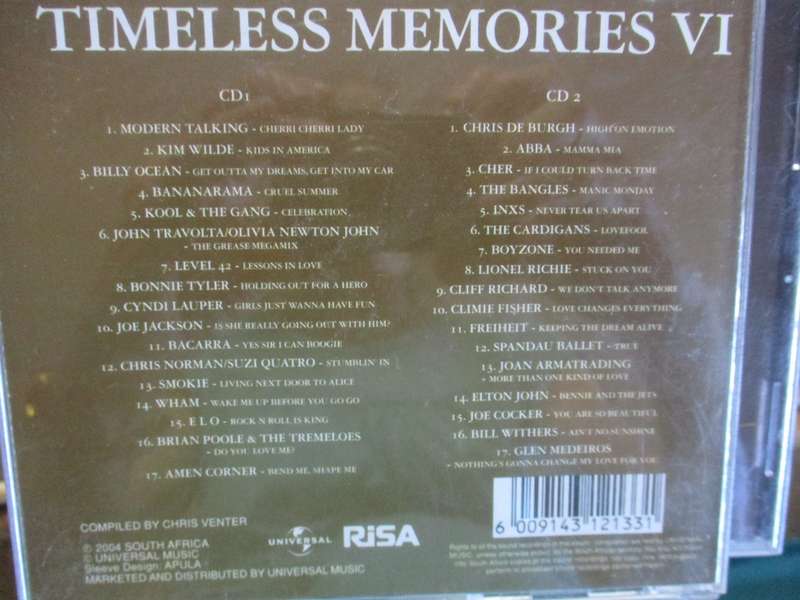 TIMELESS MEMORIES VI
CD 1
1. MODERN TALKING - CHERRI CHERRI LADY
2. KIM WILDE - KIDS IN AMERICA
3. BILLY OCEAN - GET OUTTA MY DREAMS, GET INTO MY CAR
4. BANANARAMA - CRUEL SUMMER
5. KOOL & THE GANG - CELEBRATION
6. JOHN TRAVOLTA/OLIVIA NEWTON JOHN
- THE GREASE MEGAMIX
7. LEVEL 42 - LESSONS IN LOVE
8. BONNIE TYLER - HOLDING OUT FOR A HERO
9. CYNDI LAUPER - GIRLS JUST WANNA HAVE FUN
10. JOE JACKSON - IS SHE REALLY GOING OUT WITH HIM?
11. BACARRA - YES SIR I CAN BOOGIE
12. CHRIS NORMAN/SUZI QUATRO - STUMBLIN' IN
13. SMOKIE - LIVING NEXT DOOR TO ALICE
14. WHAM - WAKE ME UP BEFORE YOU GO GO
15. E L O - ROCK N ROLL IS KING
16. BRIAN POOLE & THE TREMELOES
- DO YOU LOVE ME?
17. AMEN CORNER - BEND ME, SHAPE ME
CD 2
1. CHRIS DE BURGH - HIGH ON EMOTION
2. ABBA - MAMMA MIA
3. CHER - IF I COULD TURN BACK TIME
4. THE BANGLES - MANIC MONDAY
5. INXS - NEVER TEAR US APART
6. THE CARDIGANS - LOVEFOOL
7. BOYZONE - YOU NEEDED ME
8. LIONEL RICHIE - STUCK ON YOU
9. CLIFF RICHARD - WE DON'T TALK ANYMORE
10. CLIMIE FISHER - LOVE CHANGES EVERYTHING
11. FREIHEIT - KEEPING THE DREAM ALIVE
12. SPANDAU BALLET - TRUE
13. JOAN ARMATRADING
- MORE THAN ONE KIND OF LOVE
14. ELTON JOHN - BENNIE AND THE JETS
15. JOE COCKER - YOU ARE SO BEAUTIFUL
16. BILL WITHERS - AIN'T NO SUNSHINE
17. GLEN MEDEIROS
- NOTHING'S GONNA CHANGE MY LOVE FOR YOU
COMPILED BY CHRIS VENTER
℗ 2004 SOUTH AFRICA
© UNIVERSAL MUSIC
Sleeve Design: APULA
MARKETED AND DISTRIBUTED BY UNIVERSAL MUSIC
UNIVERSAL
RiSA
6 009143 121331